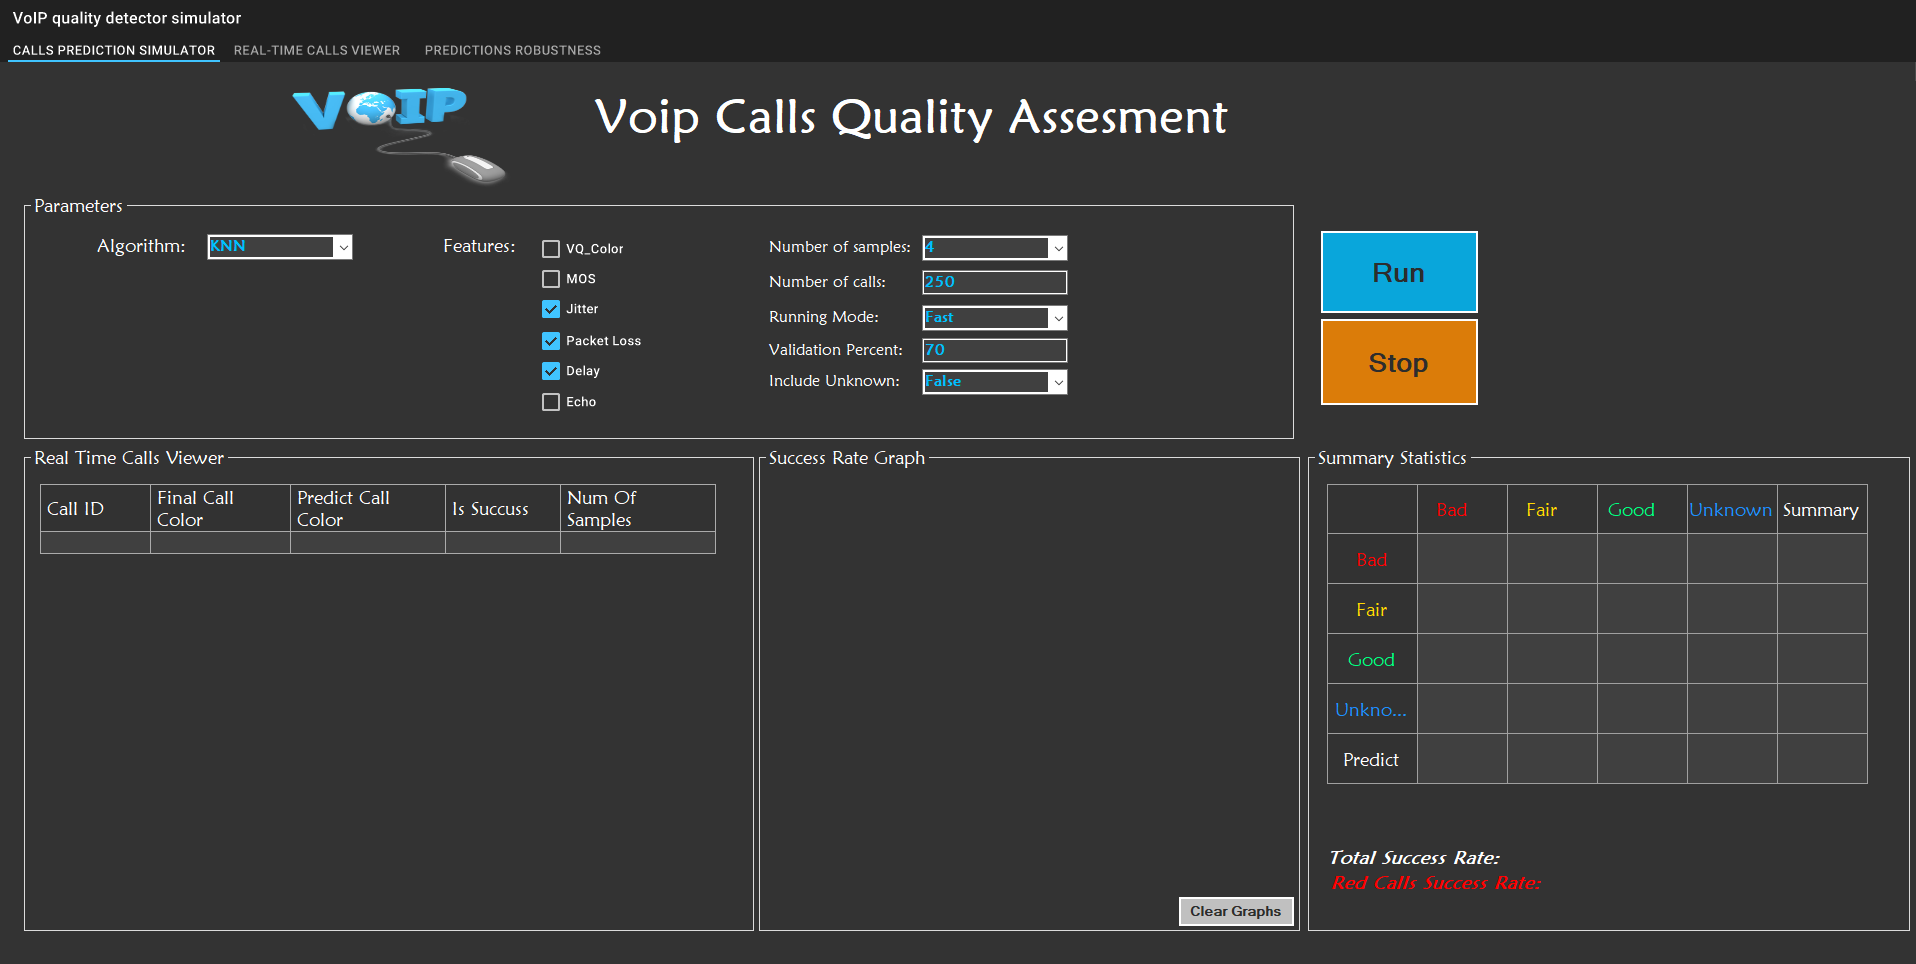 VoIP quality detector simulator
CALLS PREDICTION SIMULATOR REAL-TIME CALLS VIEWER PREDICTIONS ROBUSTNESS
VOIP
Voip Calls Quality Assesment
Parameters
Algorithm: KNN
Features:
VQ_Color
MOS
Jitter
Packet Loss
Delay
Echo
Number of samples: 4
Number of calls: 250
Running Mode: Fast
Validation Percent: 70
Include Unknown: False
Run
Stop
Real Time Calls Viewer
Call ID
Final Call
Color
Predict Call
Color
Is Succuss
Num Of
Samples
Success Rate Graph
Clear Graphs
Summary Statistics
Bad Fair Good Unknown Summary
Bad
Fair
Good
Unkno...
Predict
Total Success Rate:
Red Calls Success Rate: